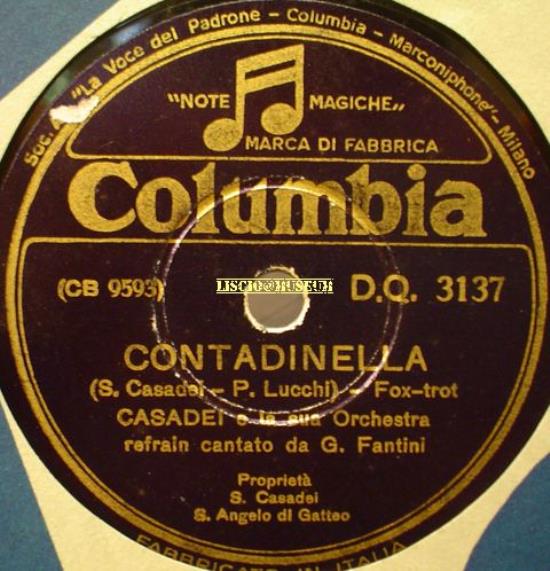 Soc. A. "La Voce del Padrone - Columbia - Marconiphone" - Milano
"NOTE MAGICHE"
MARCA DI FABBRICA
Columbia
(CB 9593)
LISCIO@MUSEUM
D.Q. 3137
CONTADINELLA
(S. Casadei - P. Lucchi) - Fox-trot
CASADEI e la sua Orchestra
refrain cantato da G. Fantini
Proprietà
S. Casadei
S. Angelo di Gatteo
FABBRICATO IN ITALIA